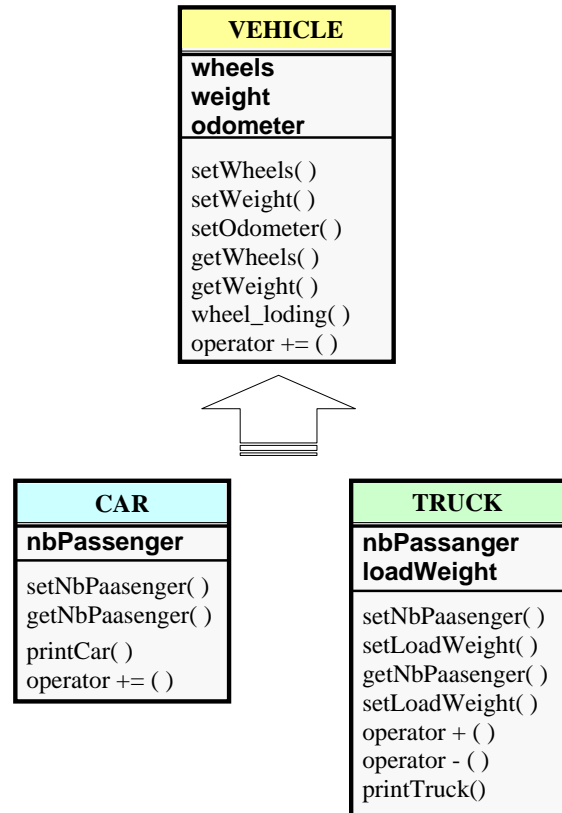 VEHICLE
wheels
weight
odometer
setWheels( )
setWeight( )
setOdometer( )
getWheels( )
getWeight( )
wheel_loding( )
operator += ( )
CAR
nbPassenger
setNbPaasenger( )
getNbPaasenger( )
printCar( )
operator += ( )
TRUCK
nbPassanger
loadWeight
setNbPaasenger( )
setLoadWeight( )
getNbPaasenger( )
setLoadWeight( )
operator + ( )
operator - ( )
printTruck()